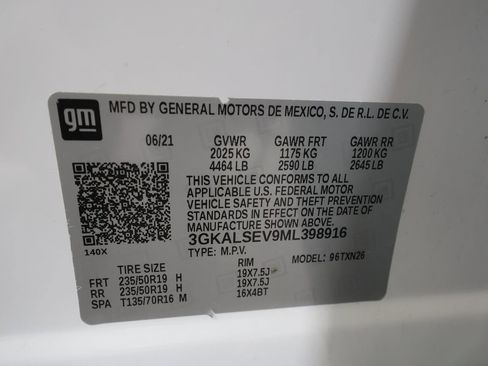 gm
MFD BY GENERAL MOTORS DE MEXICO, S. DE R.L. DE C.V.
06/21 GVWR GAWR FRT GAWR RR
2025 KG 1175 KG 1200 KG
4464 LB 2590 LB 2645 LB
THIS VEHICLE CONFORMS TO ALL
APPLICABLE U.S. FEDERAL MOTOR
VEHICLE SAFETY AND THEFT PREVENTION
STANDARDS IN EFFECT ON THE DATE OF
MANUFACTURE SHOWN ABOVE.
3GKALSEV9ML398916
140X TYPE: M.P.V. MODEL: 96TXN26
TIRE SIZE RIM
FRT 235/50R19 H 19X7.5J
RR 235/50R19 H 19X7.5J
SPA T135/70R16 M 16X4BT